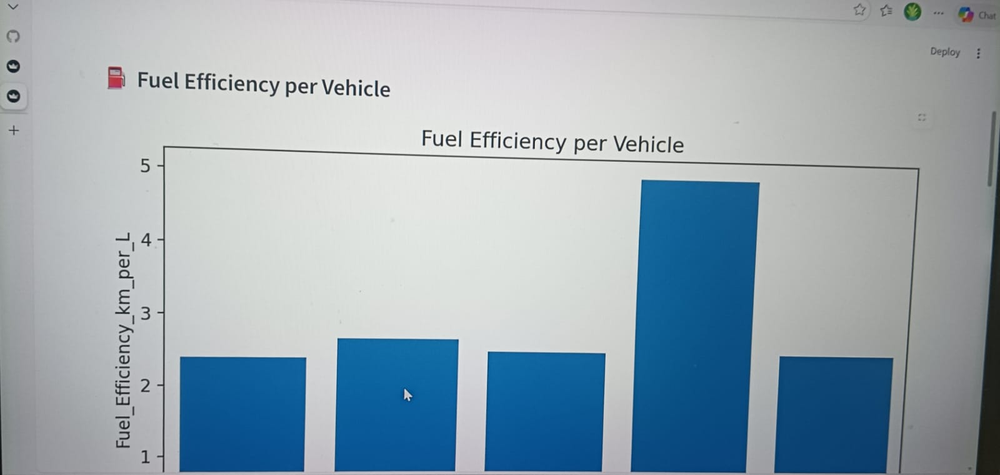 Chat
Deploy
Fuel Efficiency per Vehicle
Fuel Efficiency per Vehicle
5
4
3
2
1
Fuel_Efficiency_km_per_L